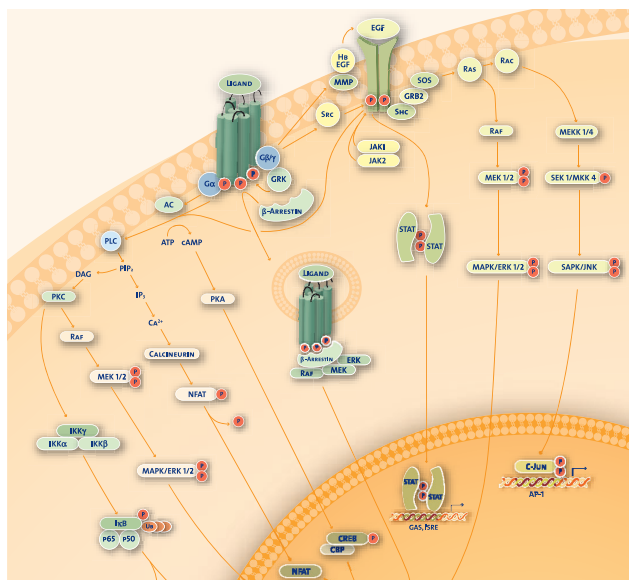 EGF
HB
EGF
MMP
LIGAND
SRC
P P
SOS
GRB2
SHC
RAS
RAC
JAK1
JAK2
RAF
MEKK 1/4
MEK 1/2
P
P
SEK 1/MKK 4
P
Gα
P P P
Gβ/γ
GRK
β-ARRESTIN
AC
PLC
ATP
cAMP
STAT
P
P
STAT
MAPK/ERK 1/2
P
P
SAPK/JNK
P
P
DAG
PIP₂
IP₃
PKC
PKA
CA²⁺
RAF
CALCINEURIN
MEK 1/2
P
P
NFAT
P
P
LIGAND
P P P
β-ARRESTIN
ERK
RAF
MEK
IKKγ
IKKα
IKKβ
MAPK/ERK 1/2
P
P
IκB
P
UB
P65
P50
C-JUN
P
P
AP-1
STAT
P
P
STAT
GAS, ISRE
CREB
P
CBP
NFAT